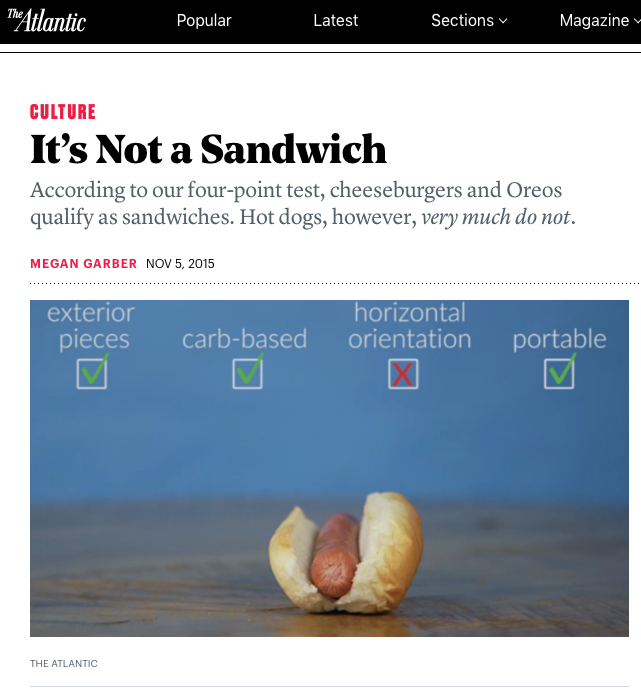 The Atlantic Popular Latest Sections Magazine
CULTURE
It's Not a Sandwich
According to our four-point test, cheeseburgers and Oreos
qualify as sandwiches. Hot dogs, however, very much do not.
MEGAN GARBER NOV 5, 2015
exterior pieces
carb-based
horizontal orientation
portable
X
THE ATLANTIC